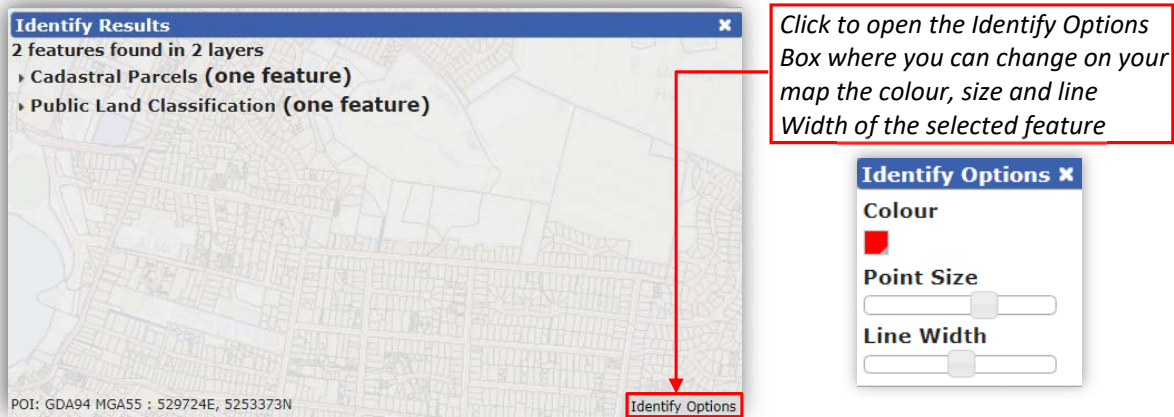 Identify Results
2 features found in 2 layers
Cadastral Parcels (one feature)
Public Land Classification (one feature)
POI: GDA94 MGA55 : 529724E, 5253373N
Identify Options
Click to open the Identify Options
Box where you can change on your
map the colour, size and line
Width of the selected feature
Identify Options
Colour
Point Size
Line Width